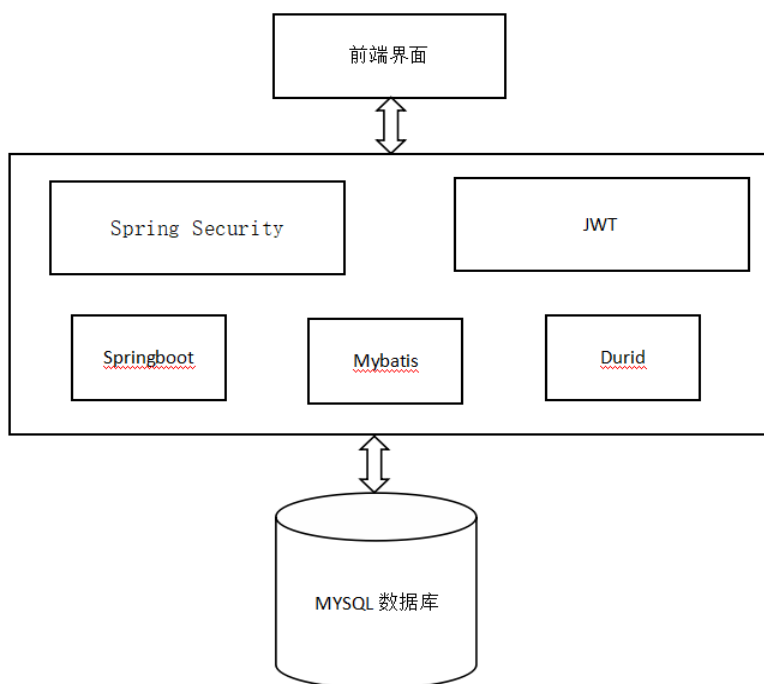 前端界面
Spring Security
JWT
Springboot
Mybatis
Durid
MYSQL 数据库